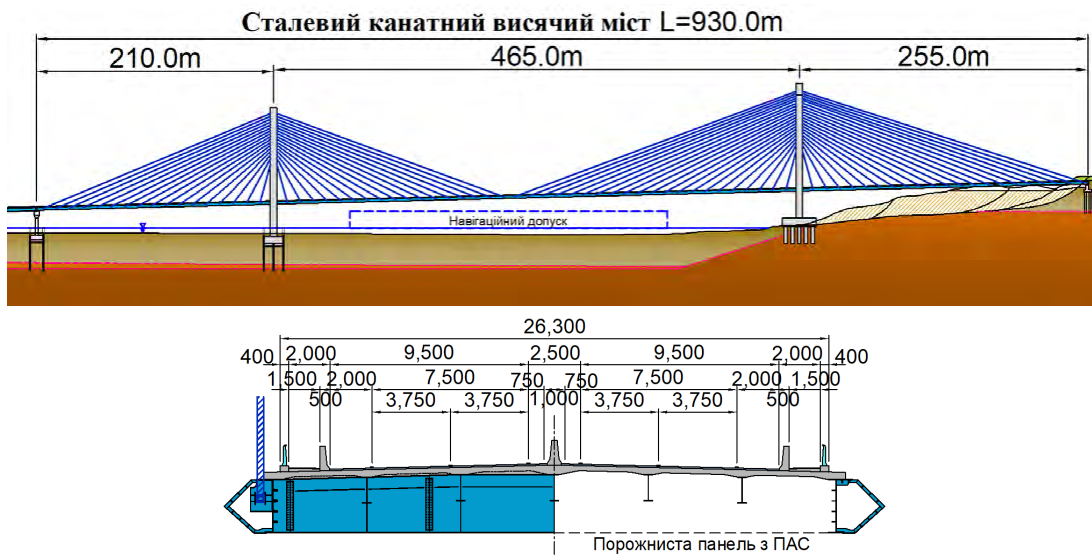 Сталевий канатний висячий міст L=930.0m
210.0m 465.0m 255.0m
Навігаційний допуск
26,300
400 2,000 9,500 2,500 9,500 2,000 400
1,500 2,000 7,500 750 750 7,500 2,000 1,500
500 3,750 3,750 1,000 3,750 3,750 500
Порожниста панель з ПАС